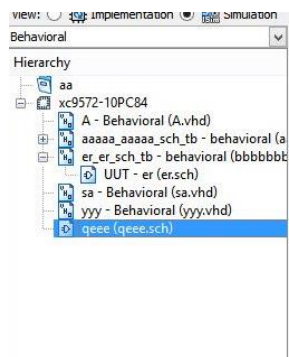 View: Implementation Simulation
Behavioral
Hierarchy
aa
xc9572-10PC84
A - Behavioral (A.vhd)
aaaaa_aaaaa_sch_tb - behavioral (a
er_er_sch_tb - behavioral (bbbbbbb
UUT - er (er.sch)
sa - Behavioral (sa.vhd)
yyy - Behavioral (yyy.vhd)
qeee (qeee.sch)